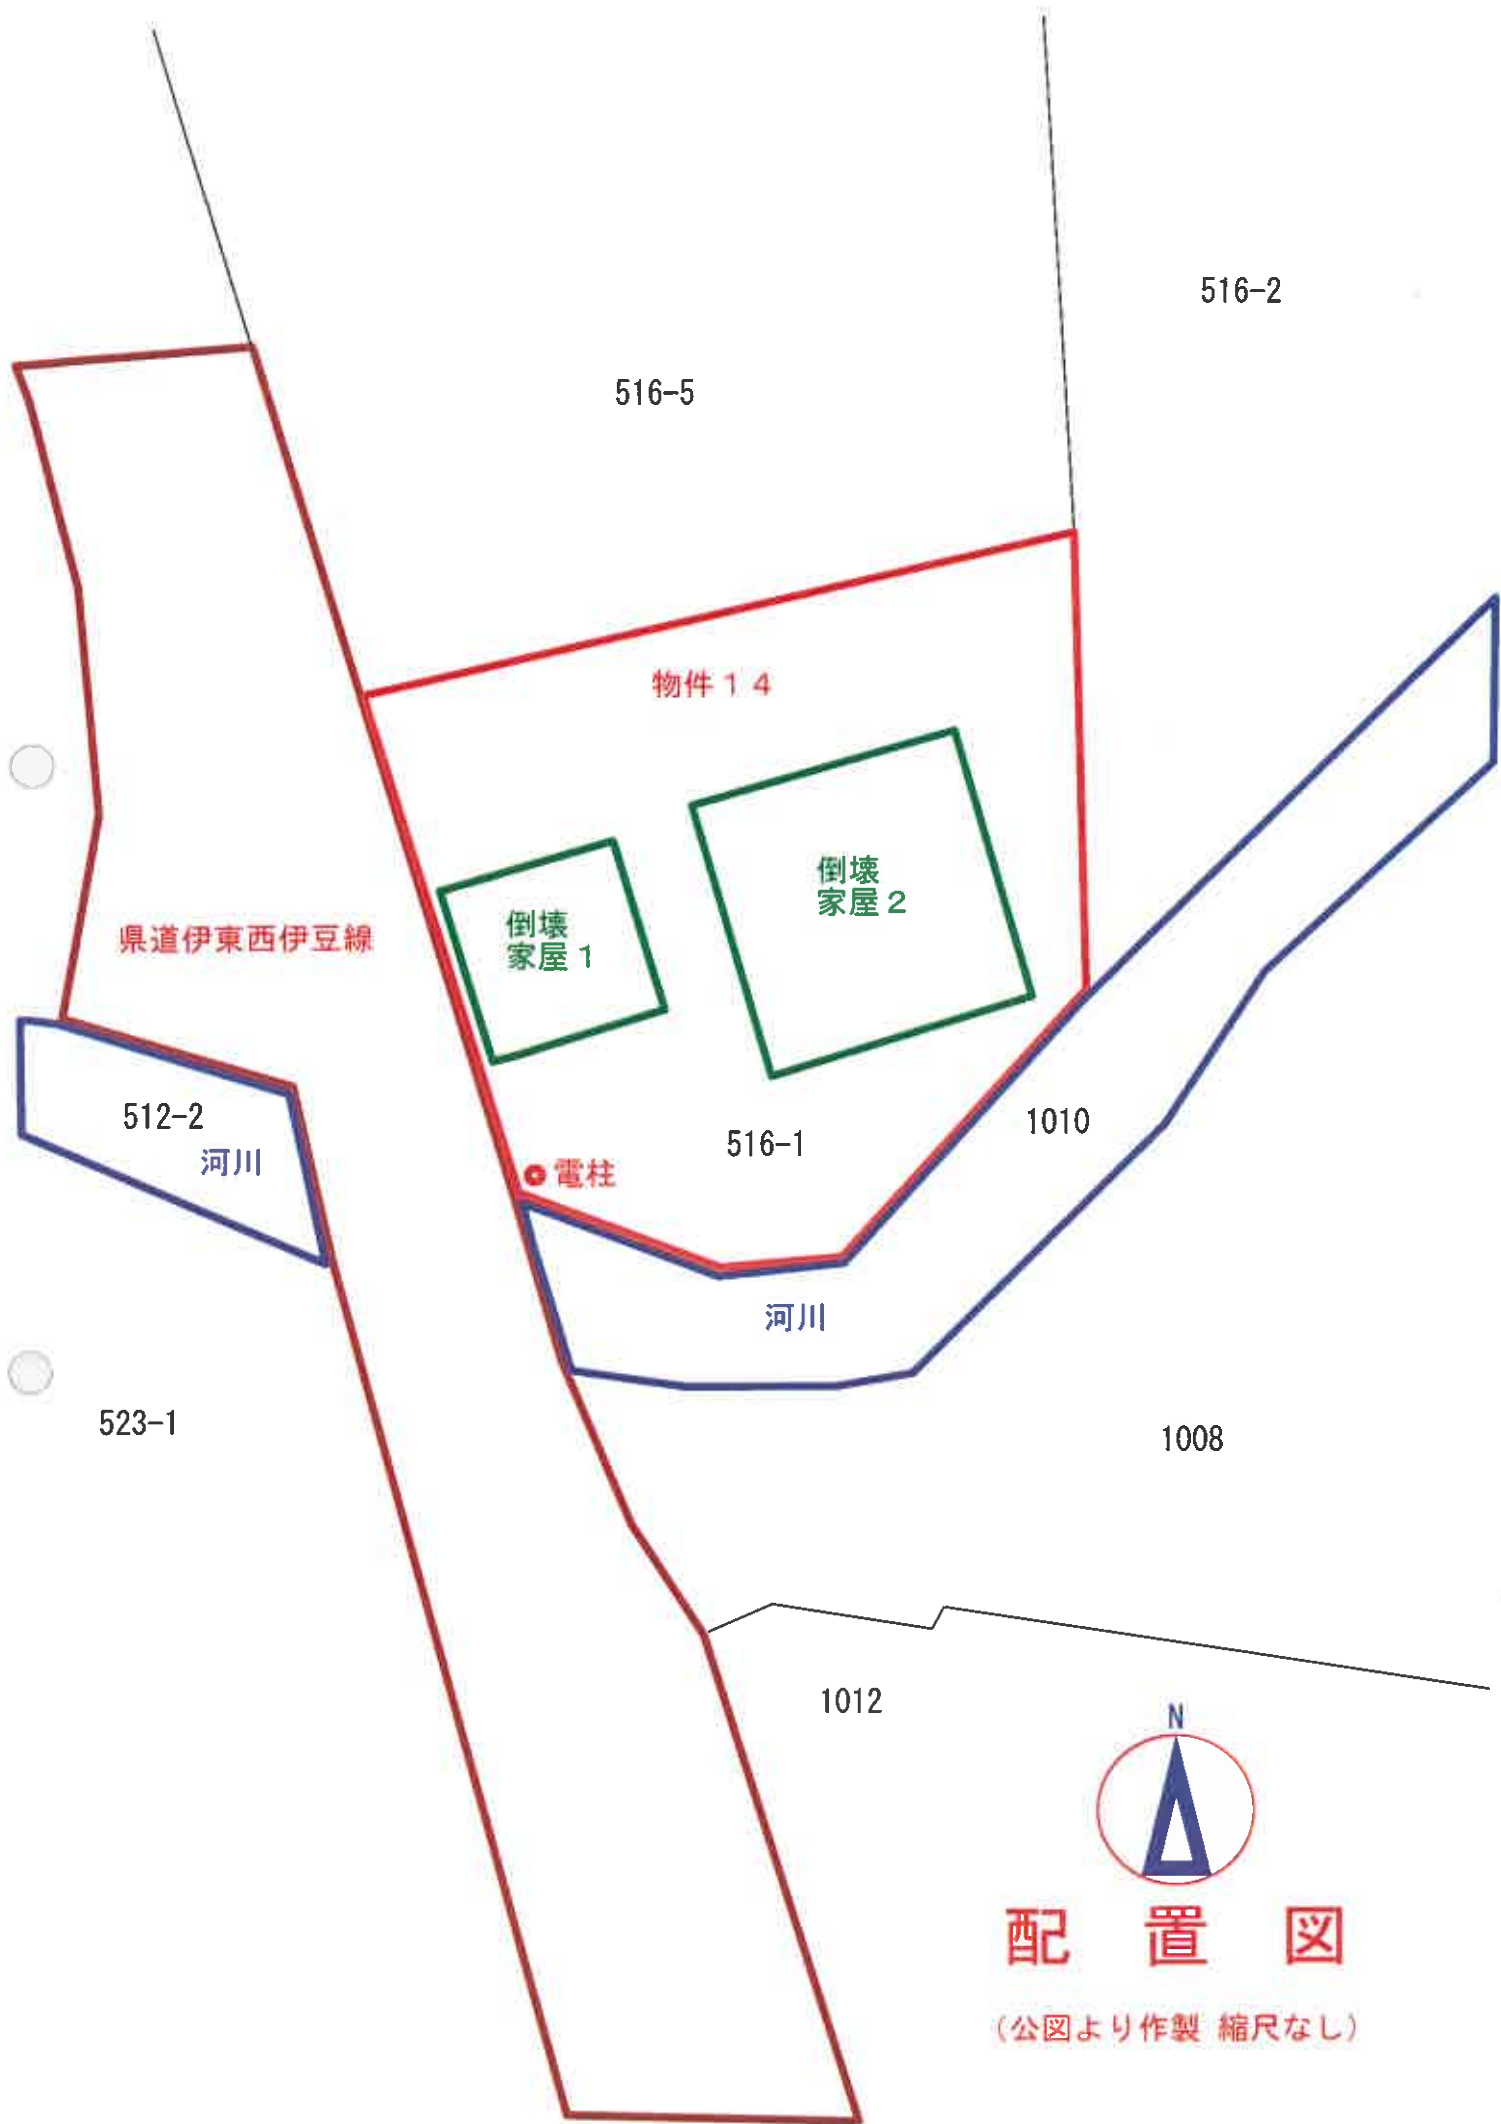 516-2
516-5
物件１４
倒壊
家屋２
倒壊
家屋１
県道伊東西伊豆線
512-2
河川
516-1
1010
電柱
河川
523-1
1008
1012
N
配 置 図
（公図より作製 縮尺なし）